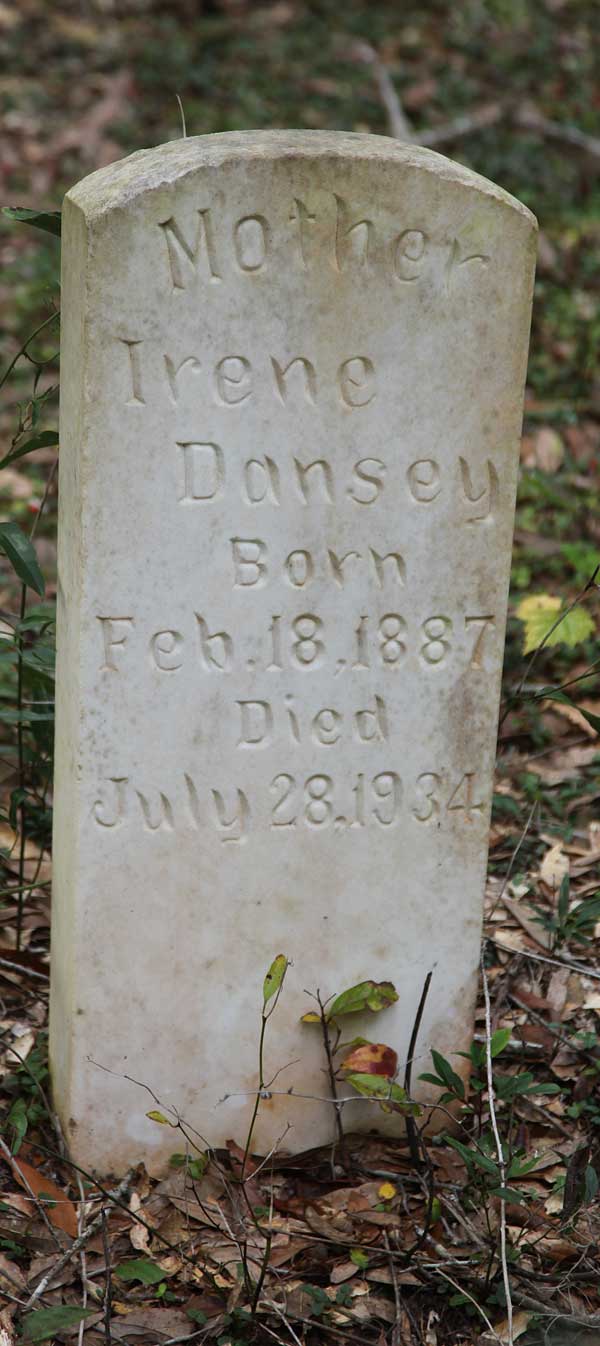 Mother
Irene
Dansey
Born
Feb. 18, 1887
Died
July 28, 1934